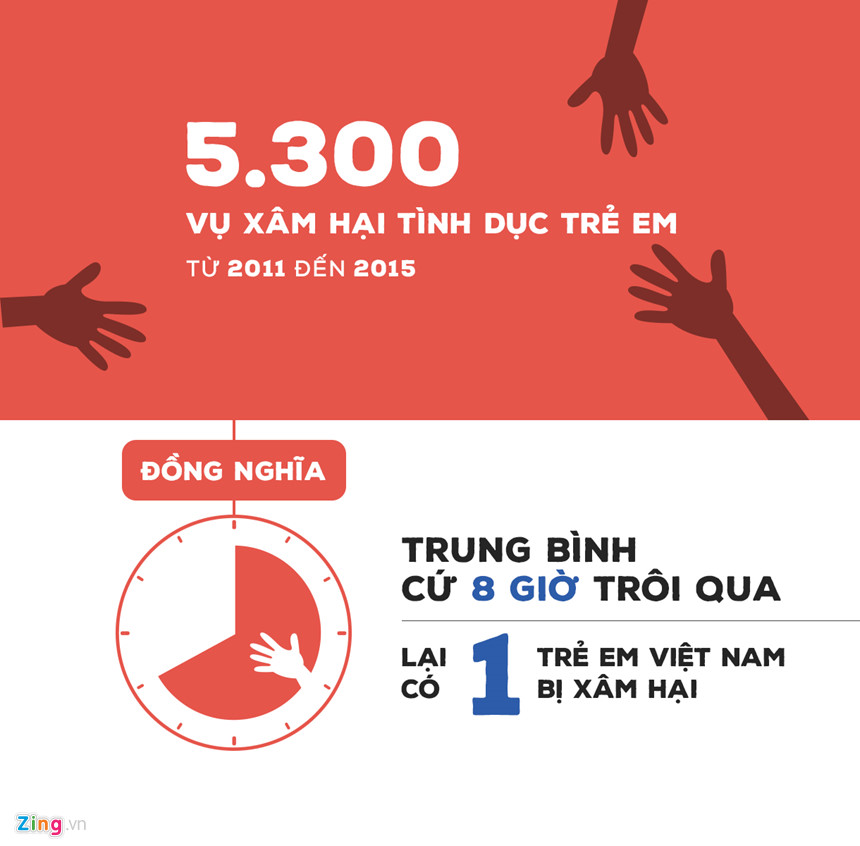 5.300
VỤ XÂM HẠI TÌNH DỤC TRẺ EM
TỪ 2011 ĐẾN 2015
ĐỒNG NGHĨA
TRUNG BÌNH
CỨ 8 GIỜ TRÔI QUA
LẠI CÓ
1
TRẺ EM VIỆT NAM
BỊ XÂM HẠI
Zing.vn